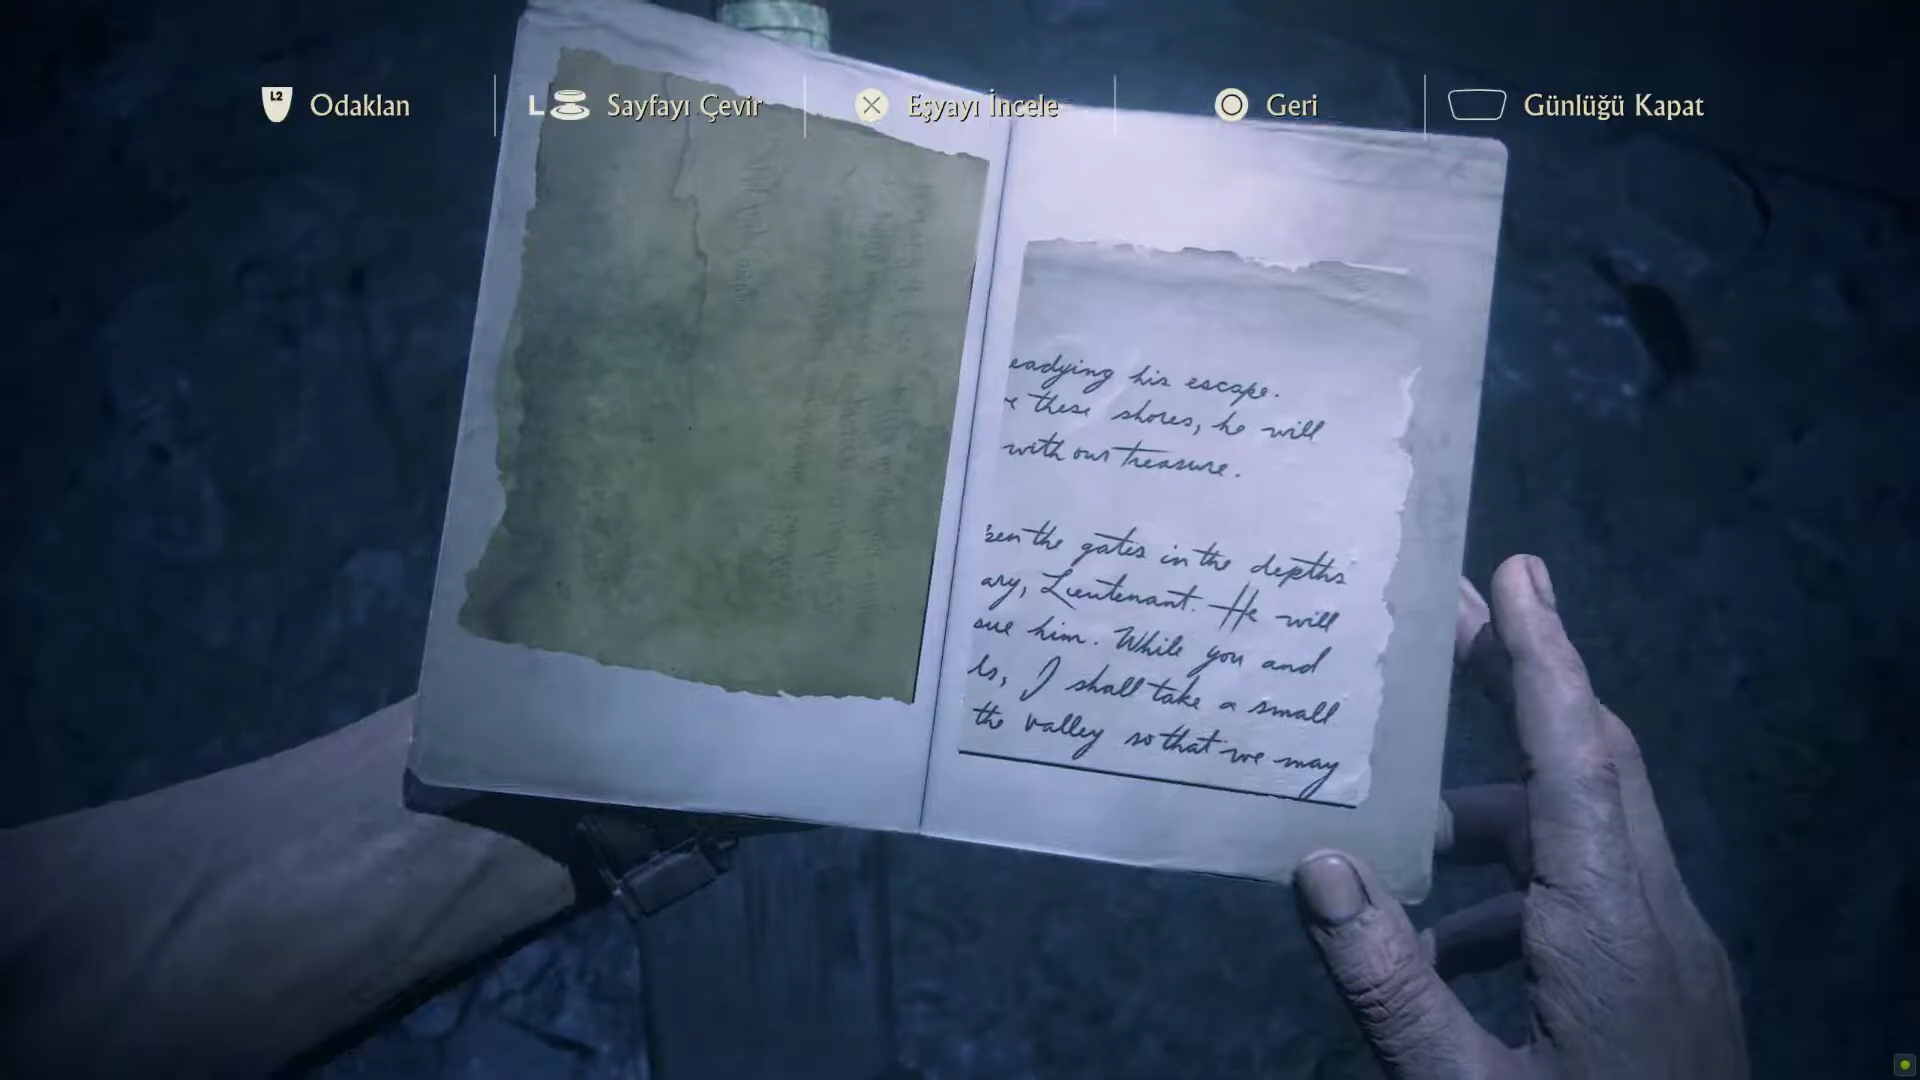 L2 Odaklan
L Sayfayı Çevir
Eşyayı İncele
Geri
Günlüğü Kapat
eadying his escape.
these shores, he will
with our treasure.
the gates in the depths
ary, Lieutenant. He will
sue him. While you and
ls, I shall take a small
the valley so that we may